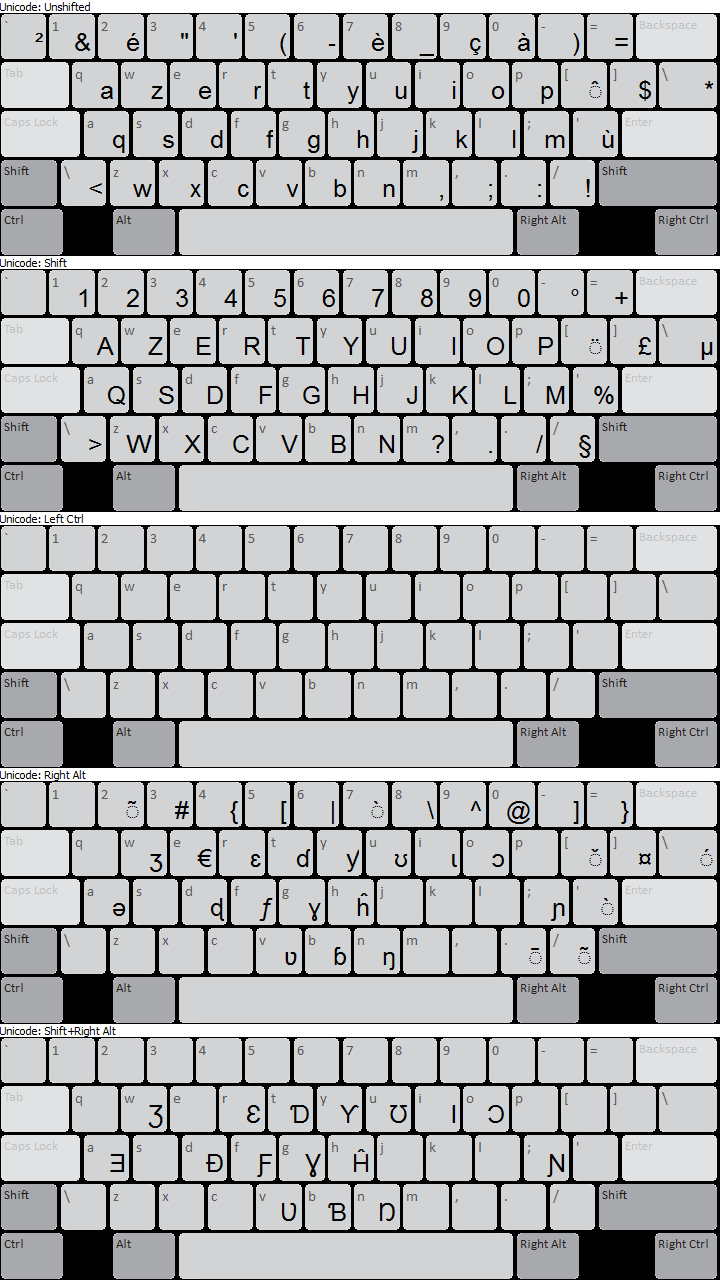 Unicode: Unshifted
` ² 1 & 2 é 3 " 4 ' 5 ( 6 - 7 è 8 _ 9 ç 0 à - ) = = Backspace
Tab q a w z e e r r t t y y u u i i o o p p [ ◌̂ ] $ \ *
Caps Lock a q s s d d f f g g h h j j k k l l ; m ' ù Enter
Shift \ < z w x x c c v v b b n n m , , ; . : / ! Shift
Ctrl Alt Right Alt Right Ctrl
Unicode: Shift
` 1 1 2 2 3 3 4 4 5 5 6 6 7 7 8 8 9 9 0 0 - ° = + Backspace
Tab q A w Z e E r R t T y Y u U i I o O p P [ ◌̈ ] £ \ µ
Caps Lock a Q s S d D f F g G h H j J k K l L ; M ' % Enter
Shift \ > z W x X c C v V b B n N m ? , . . / / § Shift
Ctrl Alt Right Alt Right Ctrl
Unicode: Left Ctrl
` 1 2 3 4 5 6 7 8 9 0 - = Backspace
Tab q w e r t y u i o p [ ] \
Caps Lock a s d f g h j k l ; ' Enter
Shift \ z x c v b n m , . / Shift
Ctrl Alt Right Alt Right Ctrl
Unicode: Right Alt
` 1 2 ◌̃ 3 # 4 { 5 [ 6 | 7 ◌̀ 8 \ 9 ^ 0 @ - ] = } Backspace
Tab q w ʒ e € r ɛ t ɗ y ƴ u ʊ i ɩ o ɔ p [ ◌̌ ] ¤ \ ◌́
Caps Lock a ǝ s d ɖ f ƒ g ɣ h ĥ j k l ; ɲ ' ◌̀ Enter
Shift \ z x c v ʋ b ɓ n ŋ m , . ◌̄ / ◌̃ Shift
Ctrl Alt Right Alt Right Ctrl
Unicode: Shift+Right Alt
` 1 2 3 4 5 6 7 8 9 0 - = Backspace
Tab q w Ʒ e r Ɛ t Ɗ y Ƴ u Ʊ i Ɩ o Ɔ p [ ] \
Caps Lock a Ǝ s d Ɖ f Ƒ g Ɣ h Ĥ j k l ; Ɲ ' Enter
Shift \ z x c v Ʋ b Ɓ n Ŋ m , . / Shift
Ctrl Alt Right Alt Right Ctrl